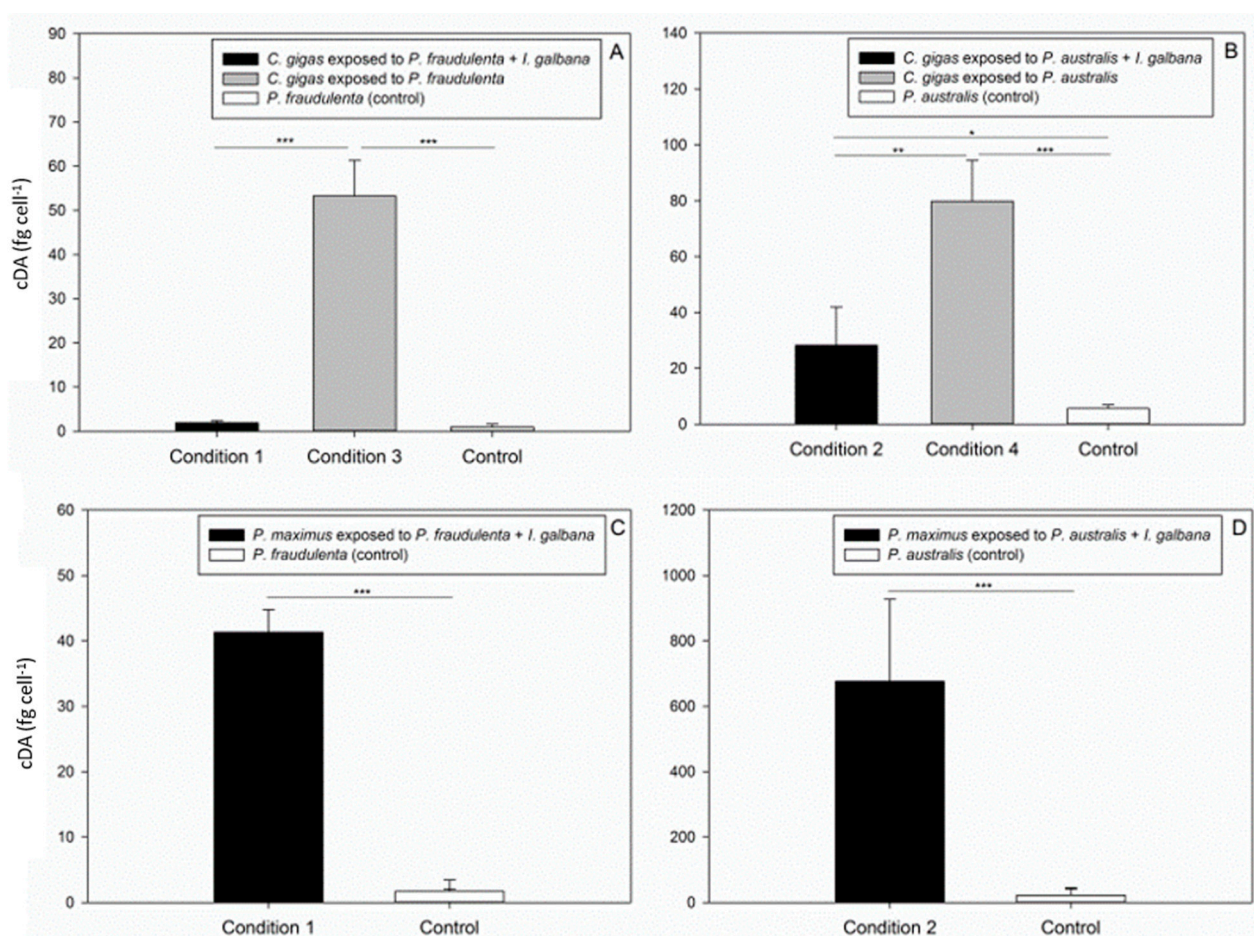 A
C. gigas exposed to P. fraudulenta + I. galbana
C. gigas exposed to P. fraudulenta
P. fraudulenta (control)
cDA (fg cell-1)
90
80
70
60
50
40
30
20
10
0
***
***
Condition 1
Condition 3
Control
B
C. gigas exposed to P. australis + I. galbana
C. gigas exposed to P. australis
P. australis (control)
140
120
100
80
60
40
20
0
*
**
***
Condition 2
Condition 4
Control
C
P. maximus exposed to P. fraudulenta + I. galbana
P. fraudulenta (control)
cDA (fg cell-1)
60
50
40
30
20
10
0
***
Condition 1
Control
D
P. maximus exposed to P. australis + I. galbana
P. australis (control)
1200
1000
800
600
400
200
0
***
Condition 2
Control